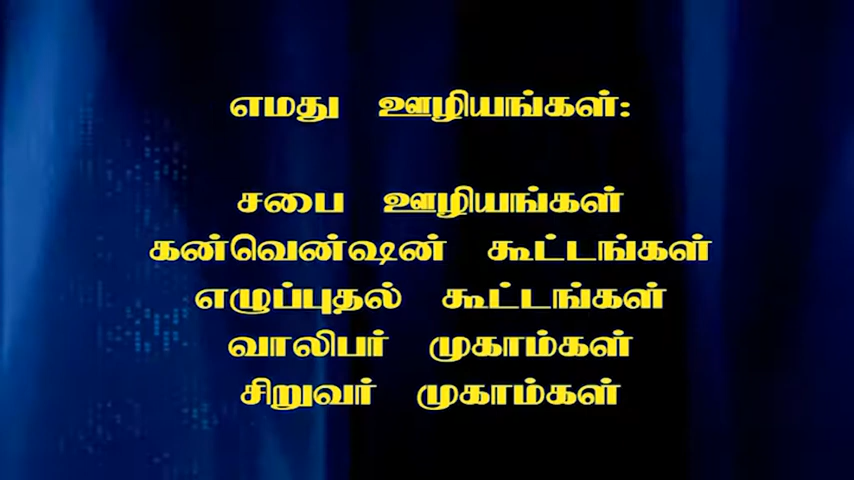 எமது ஊழியங்கள்:
சபை ஊழியங்கள்
கன்வென்ஷன் கூட்டங்கள்
எழுப்புதல் கூட்டங்கள்
வாலிபர் முகாம்கள்
சிறுவர் முகாம்கள்